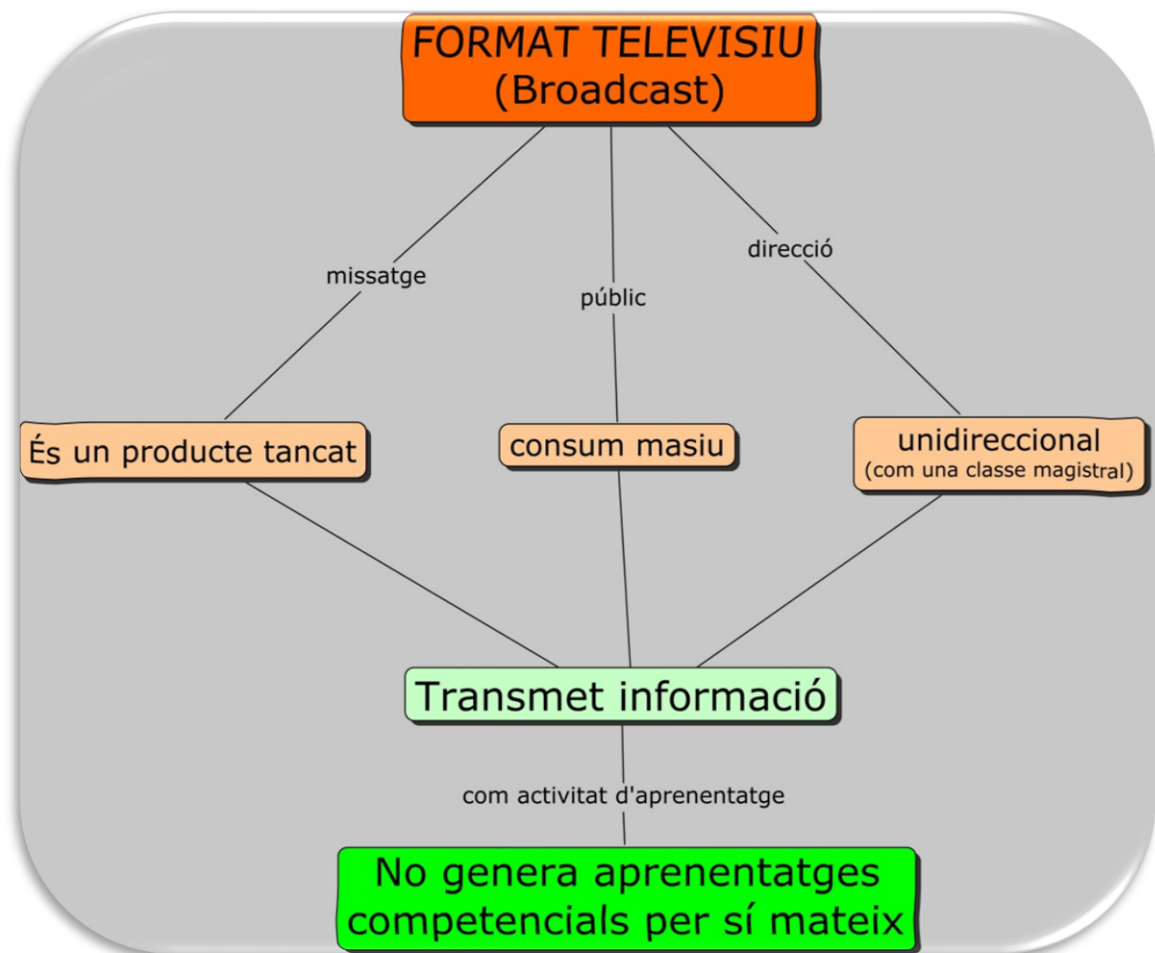 FORMAT TELEVISIU
(Broadcast)
missatge
públic
direcció
És un producte tancat
consum masiu
unidireccional
(com una classe magistral)
Transmet informació
com activitat d'aprenentatge
No genera aprenentatges
competencials per sí mateix